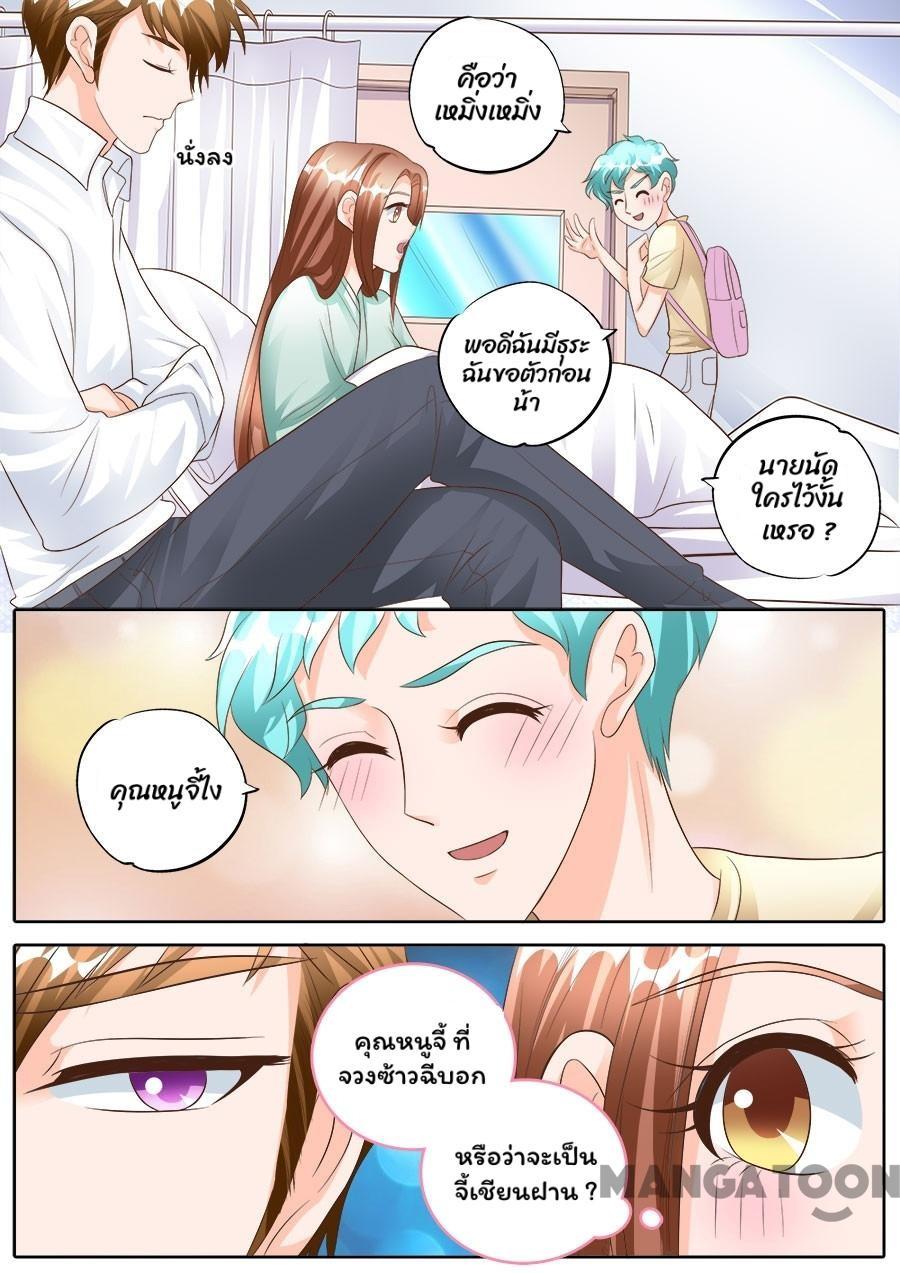 คือว่า
เหมิ่งเหมิ่ง
นั่งลง
พอดีฉันมีธุระ
ฉันขอตัวก่อน
น้า
นายนัด
ใครไว้งั้น
เหรอ ?
คุณหนูจี้ไง
คุณหนูจี้ ที่
จวงซ้าวฉีบอก
หรือว่าจะเป็น
จี้เชียนฝาน ?
MANGATOON